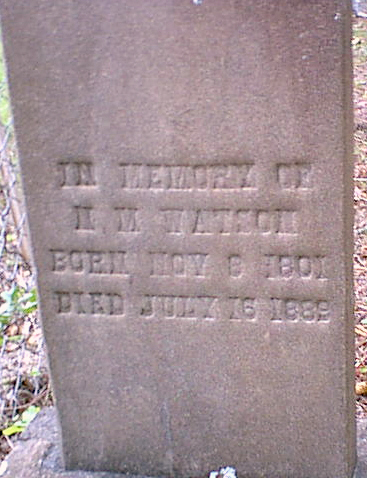 IN MEMORY OF
N M WATSON
BORN NOV 8 1801
DIED JULY 16 1889